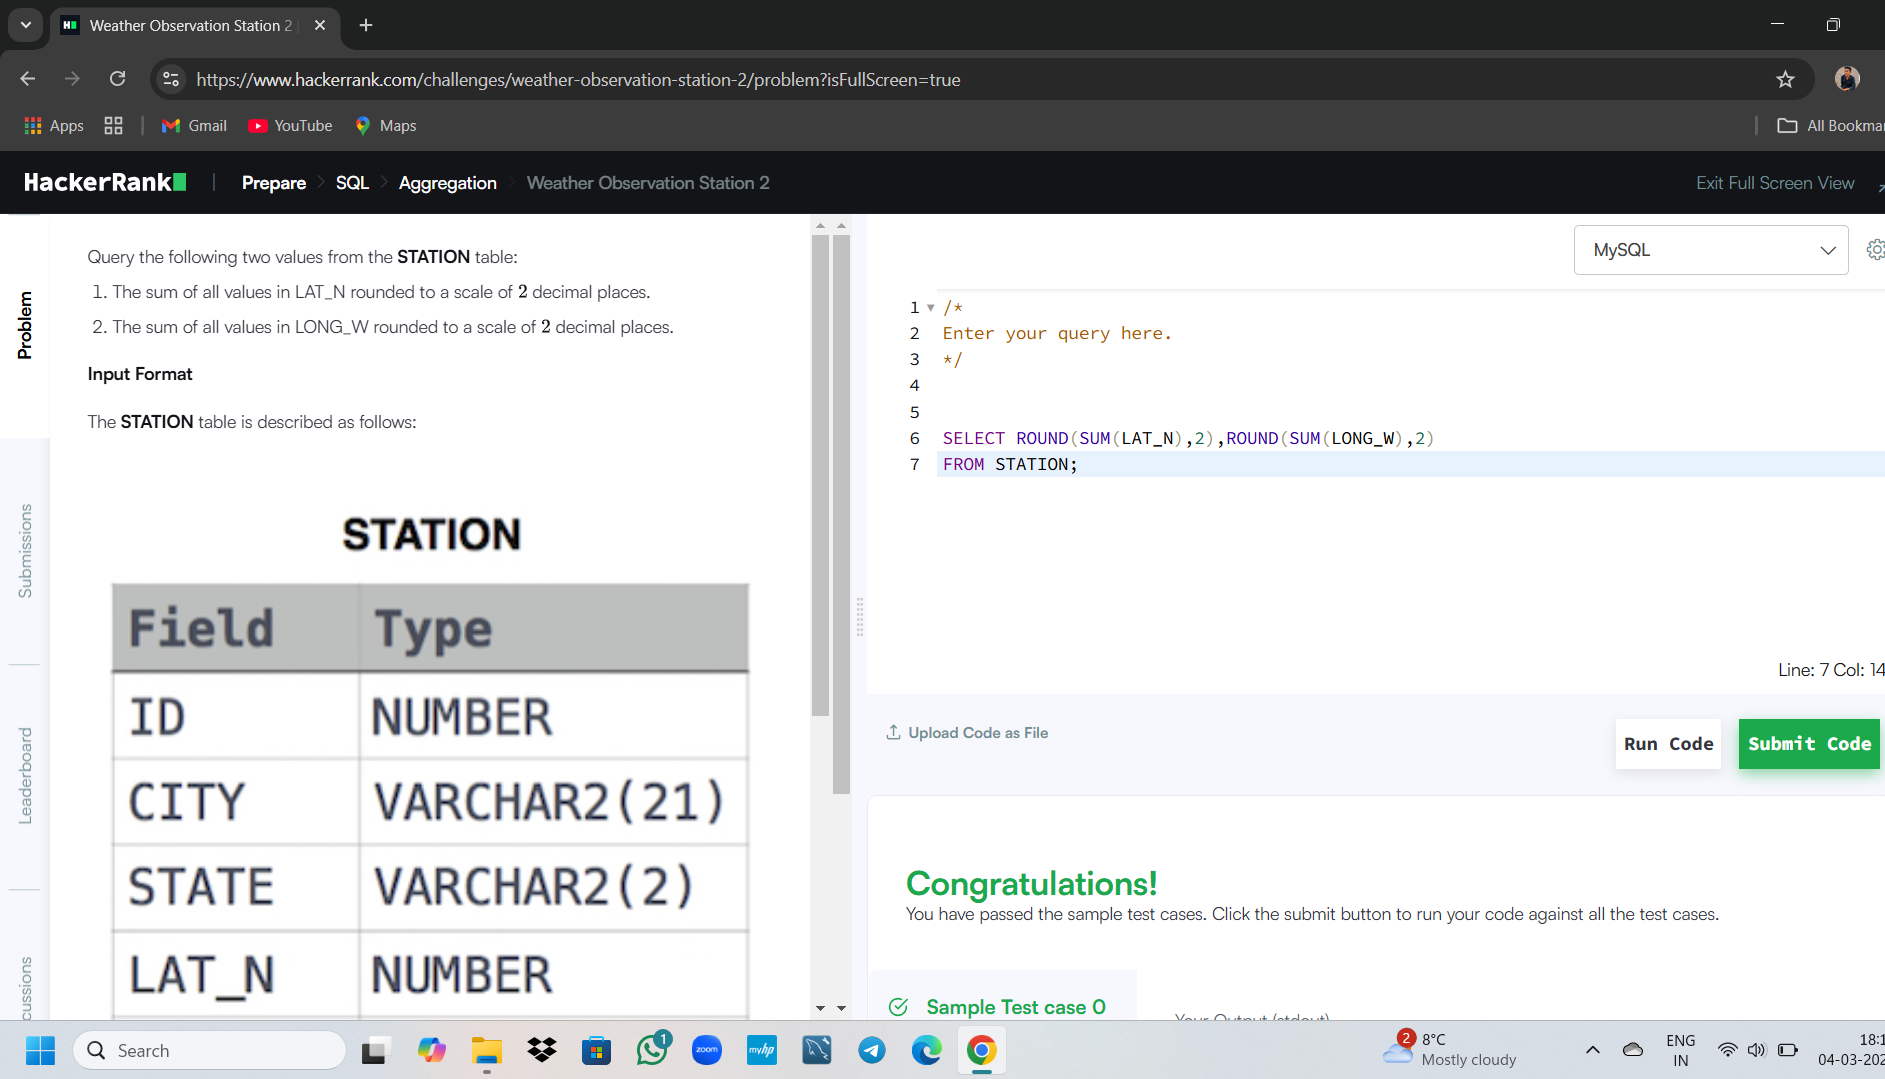 Weather Observation Station 2
https://www.hackerrank.com/challenges/weather-observation-station-2/problem?isFullScreen=true
Apps
Gmail
YouTube
Maps
All Bookma
HackerRank
Prepare
SQL
Aggregation
Weather Observation Station 2
Exit Full Screen View
Problem
Submissions
Leaderboard
cussions
Query the following two values from the STATION table:
1. The sum of all values in LAT_N rounded to a scale of 2 decimal places.
2. The sum of all values in LONG_W rounded to a scale of 2 decimal places.
Input Format
The STATION table is described as follows:
STATION
Field Type
ID NUMBER
CITY VARCHAR2(21)
STATE VARCHAR2(2)
LAT_N NUMBER
MySQL
1 /*
2 Enter your query here.
3 */
4
5
6 SELECT ROUND(SUM(LAT_N),2),ROUND(SUM(LONG_W),2)
7 FROM STATION;
Line: 7 Col: 14
Upload Code as File
Run Code
Submit Code
Congratulations!
You have passed the sample test cases. Click the submit button to run your code against all the test cases.
Sample Test case 0
Your Output (stdout)
Search
1
zoom
myhp
2
8°C
Mostly cloudy
ENG
IN
18:1
04-03-202